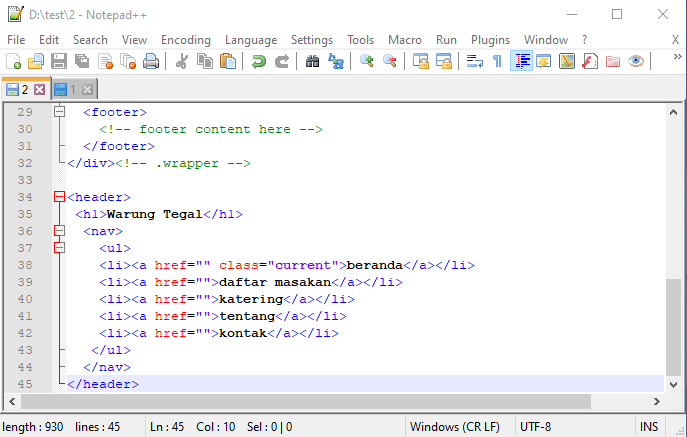 D:\test\2 - Notepad++
File Edit Search View Encoding Language Settings Tools Macro Run Plugins Window ? X
2 1
29 <footer>
30 <!-- footer content here -->
31 </footer>
32 </div><!-- .wrapper -->
33
34 <header>
35 <h1>Warung Tegal</h1>
36 <nav>
37 <ul>
38 <li><a href="" class="current">beranda</a></li>
39 <li><a href="">daftar masakan</a></li>
40 <li><a href="">katering</a></li>
41 <li><a href="">tentang</a></li>
42 <li><a href="">kontak</a></li>
43 </ul>
44 </nav>
45 </header>
length : 930 lines : 45 Ln : 45 Col : 10 Sel : 0 | 0 Windows (CR LF) UTF-8 INS